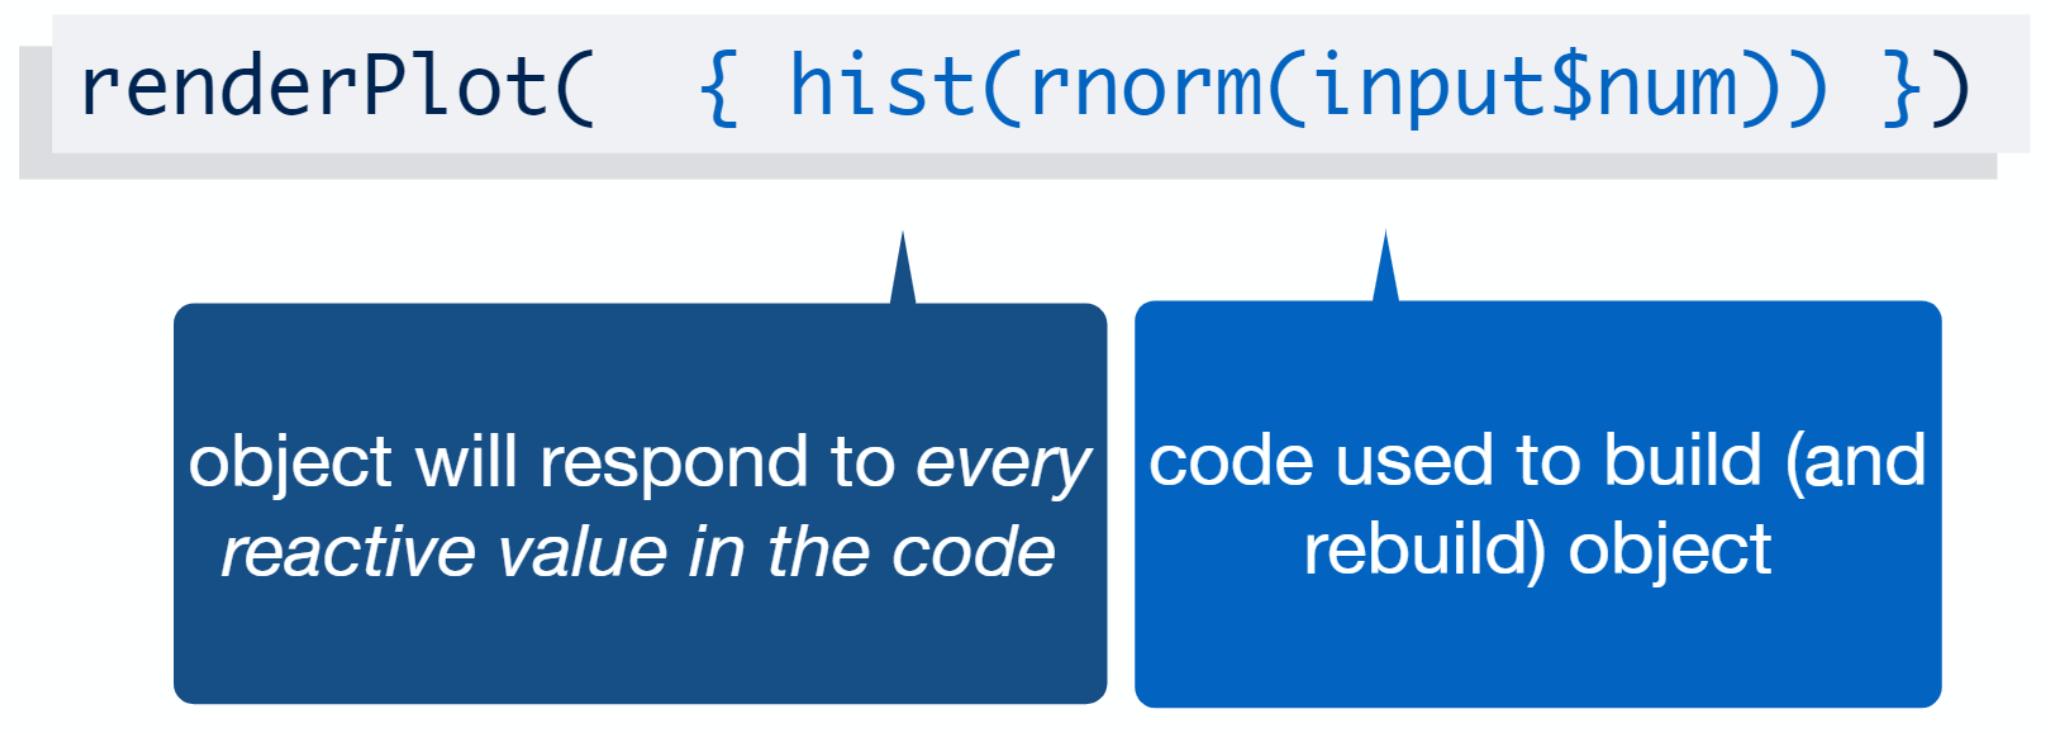 renderPlot(  { hist(rnorm(input$num)) })
object will respond to every
reactive value in the code
code used to build (and
rebuild) object